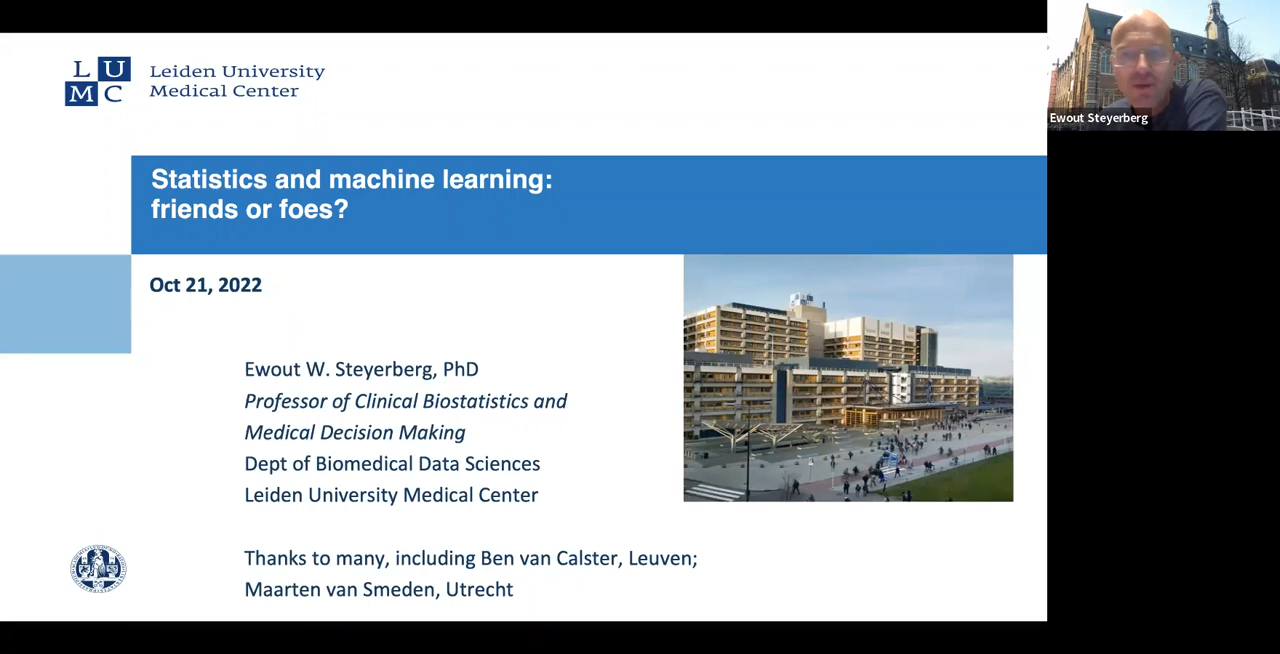 L U
M C
Leiden University
Medical Center
Ewout Steyerberg
Statistics and machine learning:
friends or foes?
Oct 21, 2022
Ewout W. Steyerberg, PhD
Professor of Clinical Biostatistics and
Medical Decision Making
Dept of Biomedical Data Sciences
Leiden University Medical Center
Thanks to many, including Ben van Calster, Leuven;
Maarten van Smeden, Utrecht